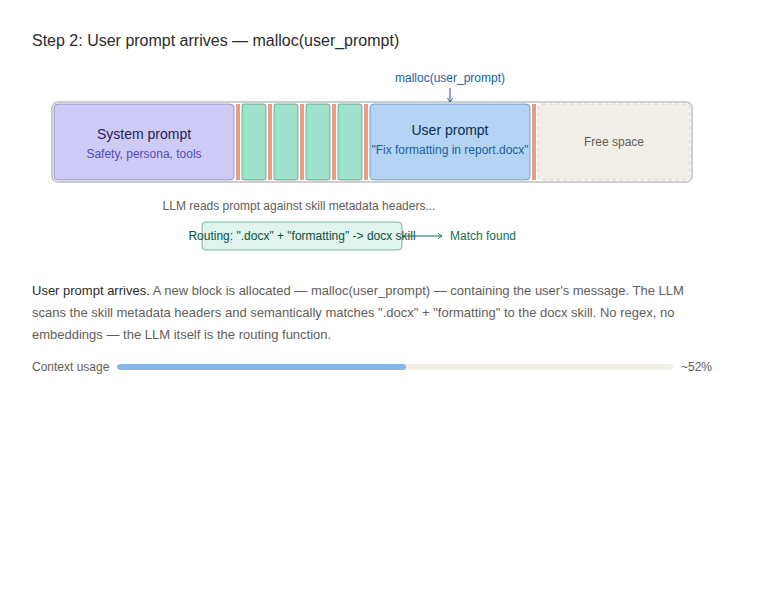 Step 2: User prompt arrives — malloc(user_prompt)
malloc(user_prompt)
System prompt
Safety, persona, tools
User prompt
"Fix formatting in report.docx"
Free space
LLM reads prompt against skill metadata headers...
Routing: ".docx" + "formatting" -> docx skill
Match found
User prompt arrives. A new block is allocated — malloc(user_prompt) — containing the user's message. The LLM
scans the skill metadata headers and semantically matches ".docx" + "formatting" to the docx skill. No regex, no
embeddings — the LLM itself is the routing function.
Context usage
~52%